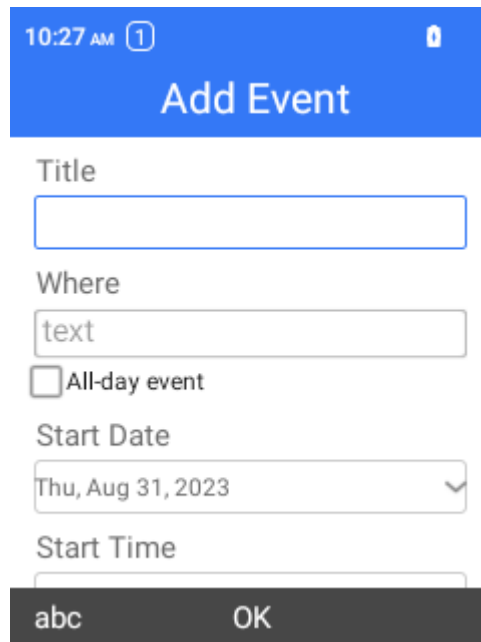 10:27 AM 1
Add Event
Title
Where
text
All-day event
Start Date
Thu, Aug 31, 2023
Start Time
abc OK